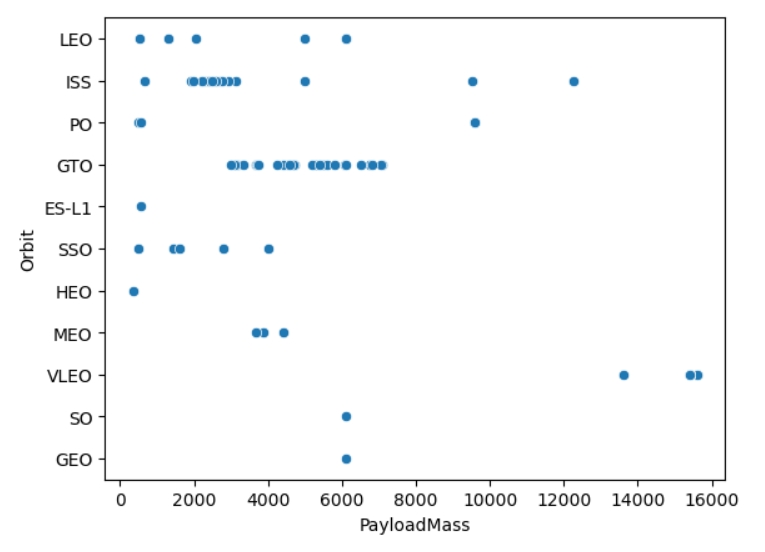 LEO
ISS
PO
GTO
ES-L1
SSO
HEO
MEO
VLEO
SO
GEO
Orbit
0 2000 4000 6000 8000 10000 12000 14000 16000
PayloadMass